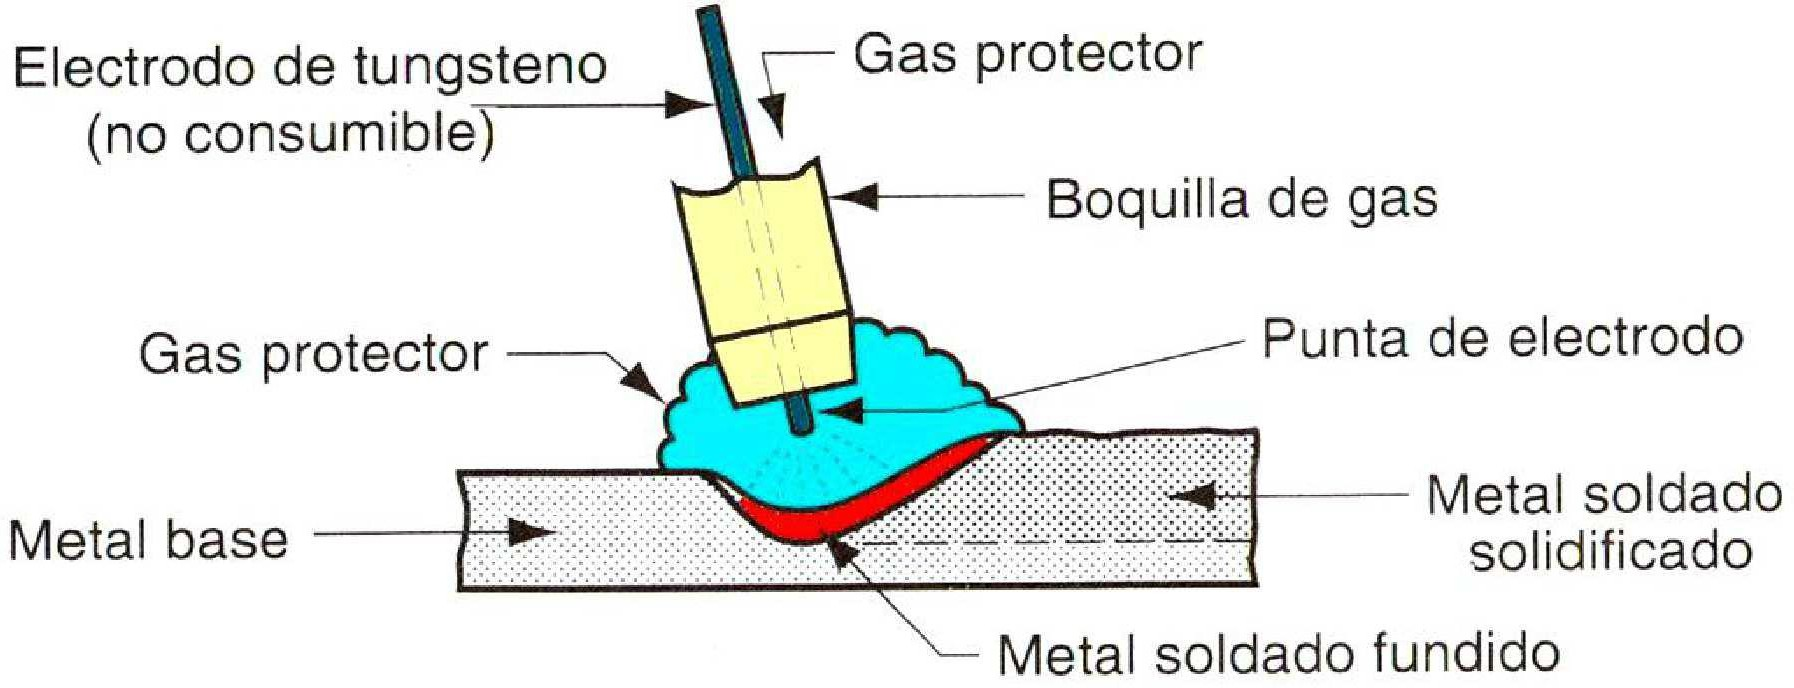 Electrodo de tungsteno
(no consumible)
Gas protector
Boquilla de gas
Gas protector
Punta de electrodo
Metal base
Metal soldado
solidificado
Metal soldado fundido